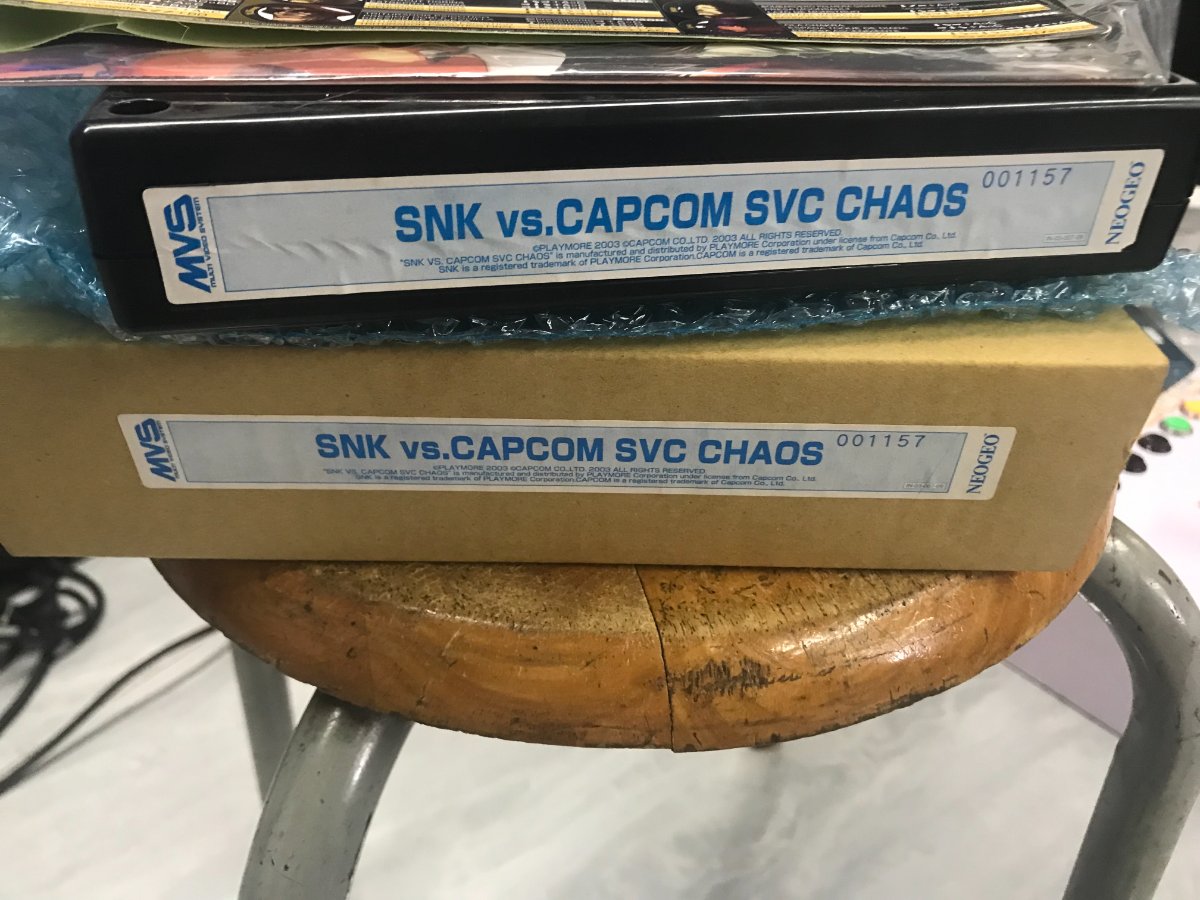 MVS
MULTI VIDEO SYSTEM
SNK vs.CAPCOM SVC CHAOS
001157
©PLAYMORE 2003 ©CAPCOM CO.,LTD. 2003 ALL RIGHTS RESERVED.
"SNK VS. CAPCOM SVC CHAOS" is manufactured and distributed by PLAYMORE Corporation under license from Capcom Co., Ltd.
SNK is a registered trademark of PLAYMORE Corporation.CAPCOM is a registered trademark of Capcom Co., Ltd.
NEOGEO
MVS
SNK vs.CAPCOM SVC CHAOS
001157
©PLAYMORE 2003 ©CAPCOM CO.,LTD. 2003 ALL RIGHTS RESERVED.
"SNK VS. CAPCOM SVC CHAOS" is manufactured and distributed by PLAYMORE Corporation under license from Capcom Co., Ltd.
SNK is a registered trademark of PLAYMORE Corporation.CAPCOM is a registered trademark of Capcom Co., Ltd.
NEOGEO